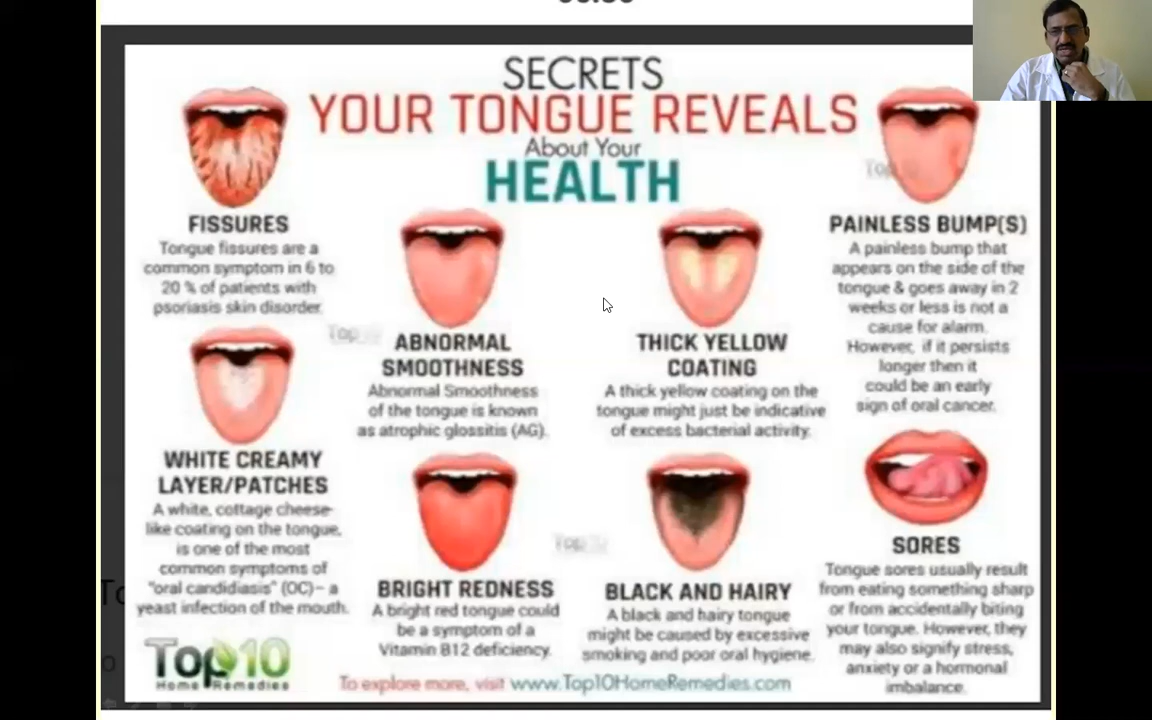 SECRETS
YOUR TONGUE REVEALS
About Your
HEALTH
FISSURES
Tongue fissures are a
common symptom in 6 to
20 % of patients with
psoriasis skin disorder.
ABNORMAL
SMOOTHNESS
Abnormal Smoothness
of the tongue is known
as atrophic glossitis (AG).
THICK YELLOW
COATING
A thick yellow coating on the
tongue might just be indicative
of excess bacterial activity.
PAINLESS BUMP(S)
A painless bump that
appears on the side of the
tongue & goes away in 2
weeks or less is not a
cause for alarm.
However, if it persists
longer then it
could be an early
sign of oral cancer.
WHITE CREAMY
LAYER/PATCHES
A white, cottage cheese-
like coating on the tongue,
is one of the most
common symptoms of
"oral candidiasis" (OC)– a
yeast infection of the mouth.
BRIGHT REDNESS
A bright red tongue could
be a symptom of a
Vitamin B12 deficiency.
BLACK AND HAIRY
A black and hairy tongue
might be caused by excessive
smoking and poor oral hygiene.
SORES
Tongue sores usually result
from eating something sharp
or from accidentally biting
your tongue. However, they
may also signify stress,
anxiety or a hormonal
imbalance.
Top10
Home Remedies
To explore more, visit www.Top10HomeRemedies.com
Top
Top
Top